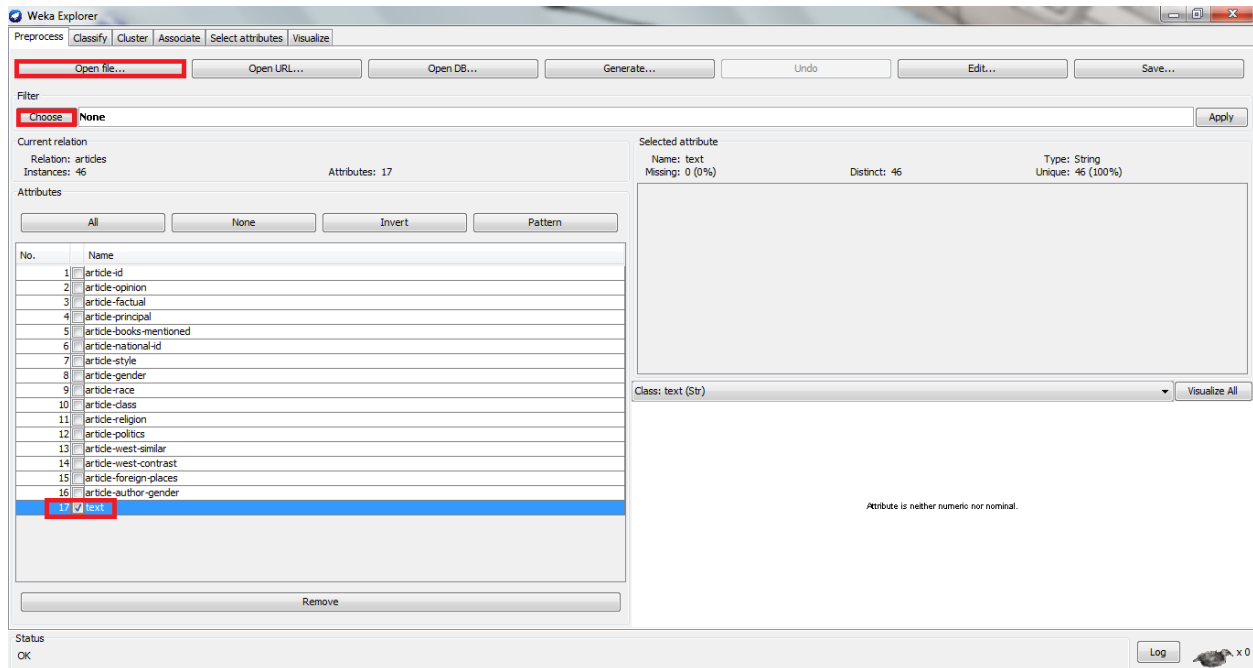 Weka Explorer
Preprocess Classify Cluster Associate Select attributes Visualize
Open file... Open URL... Open DB... Generate... Undo Edit... Save...
Filter
Choose None Apply
Current relation
Relation: articles
Instances: 46 Attributes: 17
Attributes
All None Invert Pattern
No. Name
1 article-id
2 article-opinion
3 article-factual
4 article-principal
5 article-books-mentioned
6 article-national-id
7 article-style
8 article-gender
9 article-race
10 article-class
11 article-religion
12 article-politics
13 article-west-similar
14 article-west-contrast
15 article-foreign-places
16 article-author-gender
17 text
Remove
Selected attribute
Name: text Type: String
Missing: 0 (0%) Distinct: 46 Unique: 46 (100%)
Class: text (Str) Visualize All
Attribute is neither numeric nor nominal.
Status
OK Log x 0